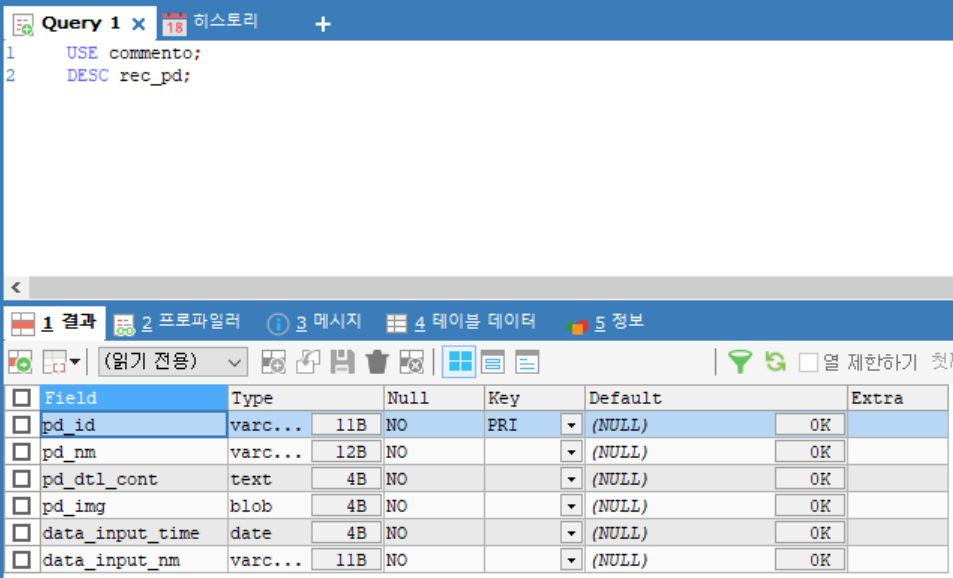 Query 1 × 18 히스토리 +
1 USE commento;
2 DESC rec_pd;
1 결과 2 프로파일러 3 메시지 4 테이블 데이터 5 정보
(읽기 전용) 열 제한하기
Field Type Null Key Default Extra
pd_id varc... 11B NO PRI (NULL) 0K
pd_nm varc... 12B NO (NULL) 0K
pd_dtl_cont text 4B NO (NULL) 0K
pd_img blob 4B NO (NULL) 0K
data_input_time date 4B NO (NULL) 0K
data_input_nm varc... 11B NO (NULL) 0K